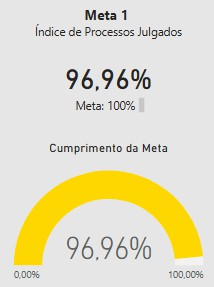 Meta 1
Índice de Processos Julgados
96,96%
Meta: 100%
Cumprimento da Meta
96,96%
0,00%
100,00%